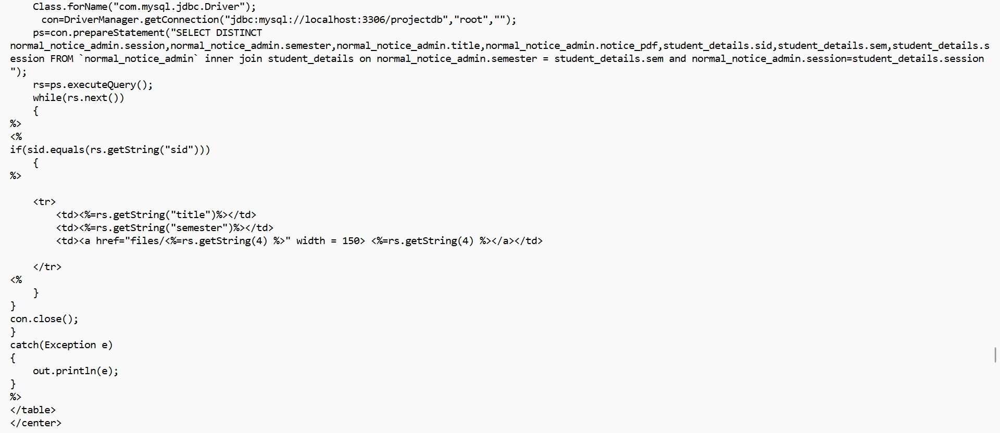 Class.forName("com.mysql.jdbc.Driver");
     con=DriverManager.getConnection("jdbc:mysql://localhost:3306/projectdb","root","");
    ps=con.prepareStatement("SELECT DISTINCT
normal_notice_admin.session,normal_notice_admin.semester,normal_notice_admin.title,normal_notice_admin.notice_pdf,student_details.sid,student_details.sem,student_details.s
ession FROM `normal_notice_admin` inner join student_details on normal_notice_admin.semester = student_details.sem and normal_notice_admin.session=student_details.session
");
    rs=ps.executeQuery();
    while(rs.next())
    {
%>
<%
if(sid.equals(rs.getString("sid")))
    {
%>
    <tr>
        <td><%=rs.getString("title")%></td>
        <td><%=rs.getString("semester")%></td>
        <td><a href="files/<%=rs.getString(4) %>" width = 150> <%=rs.getString(4) %></a></td>
    </tr>
<%
    }
}
con.close();
}
catch(Exception e)
{
    out.println(e);
}
%>
</table>
</center>